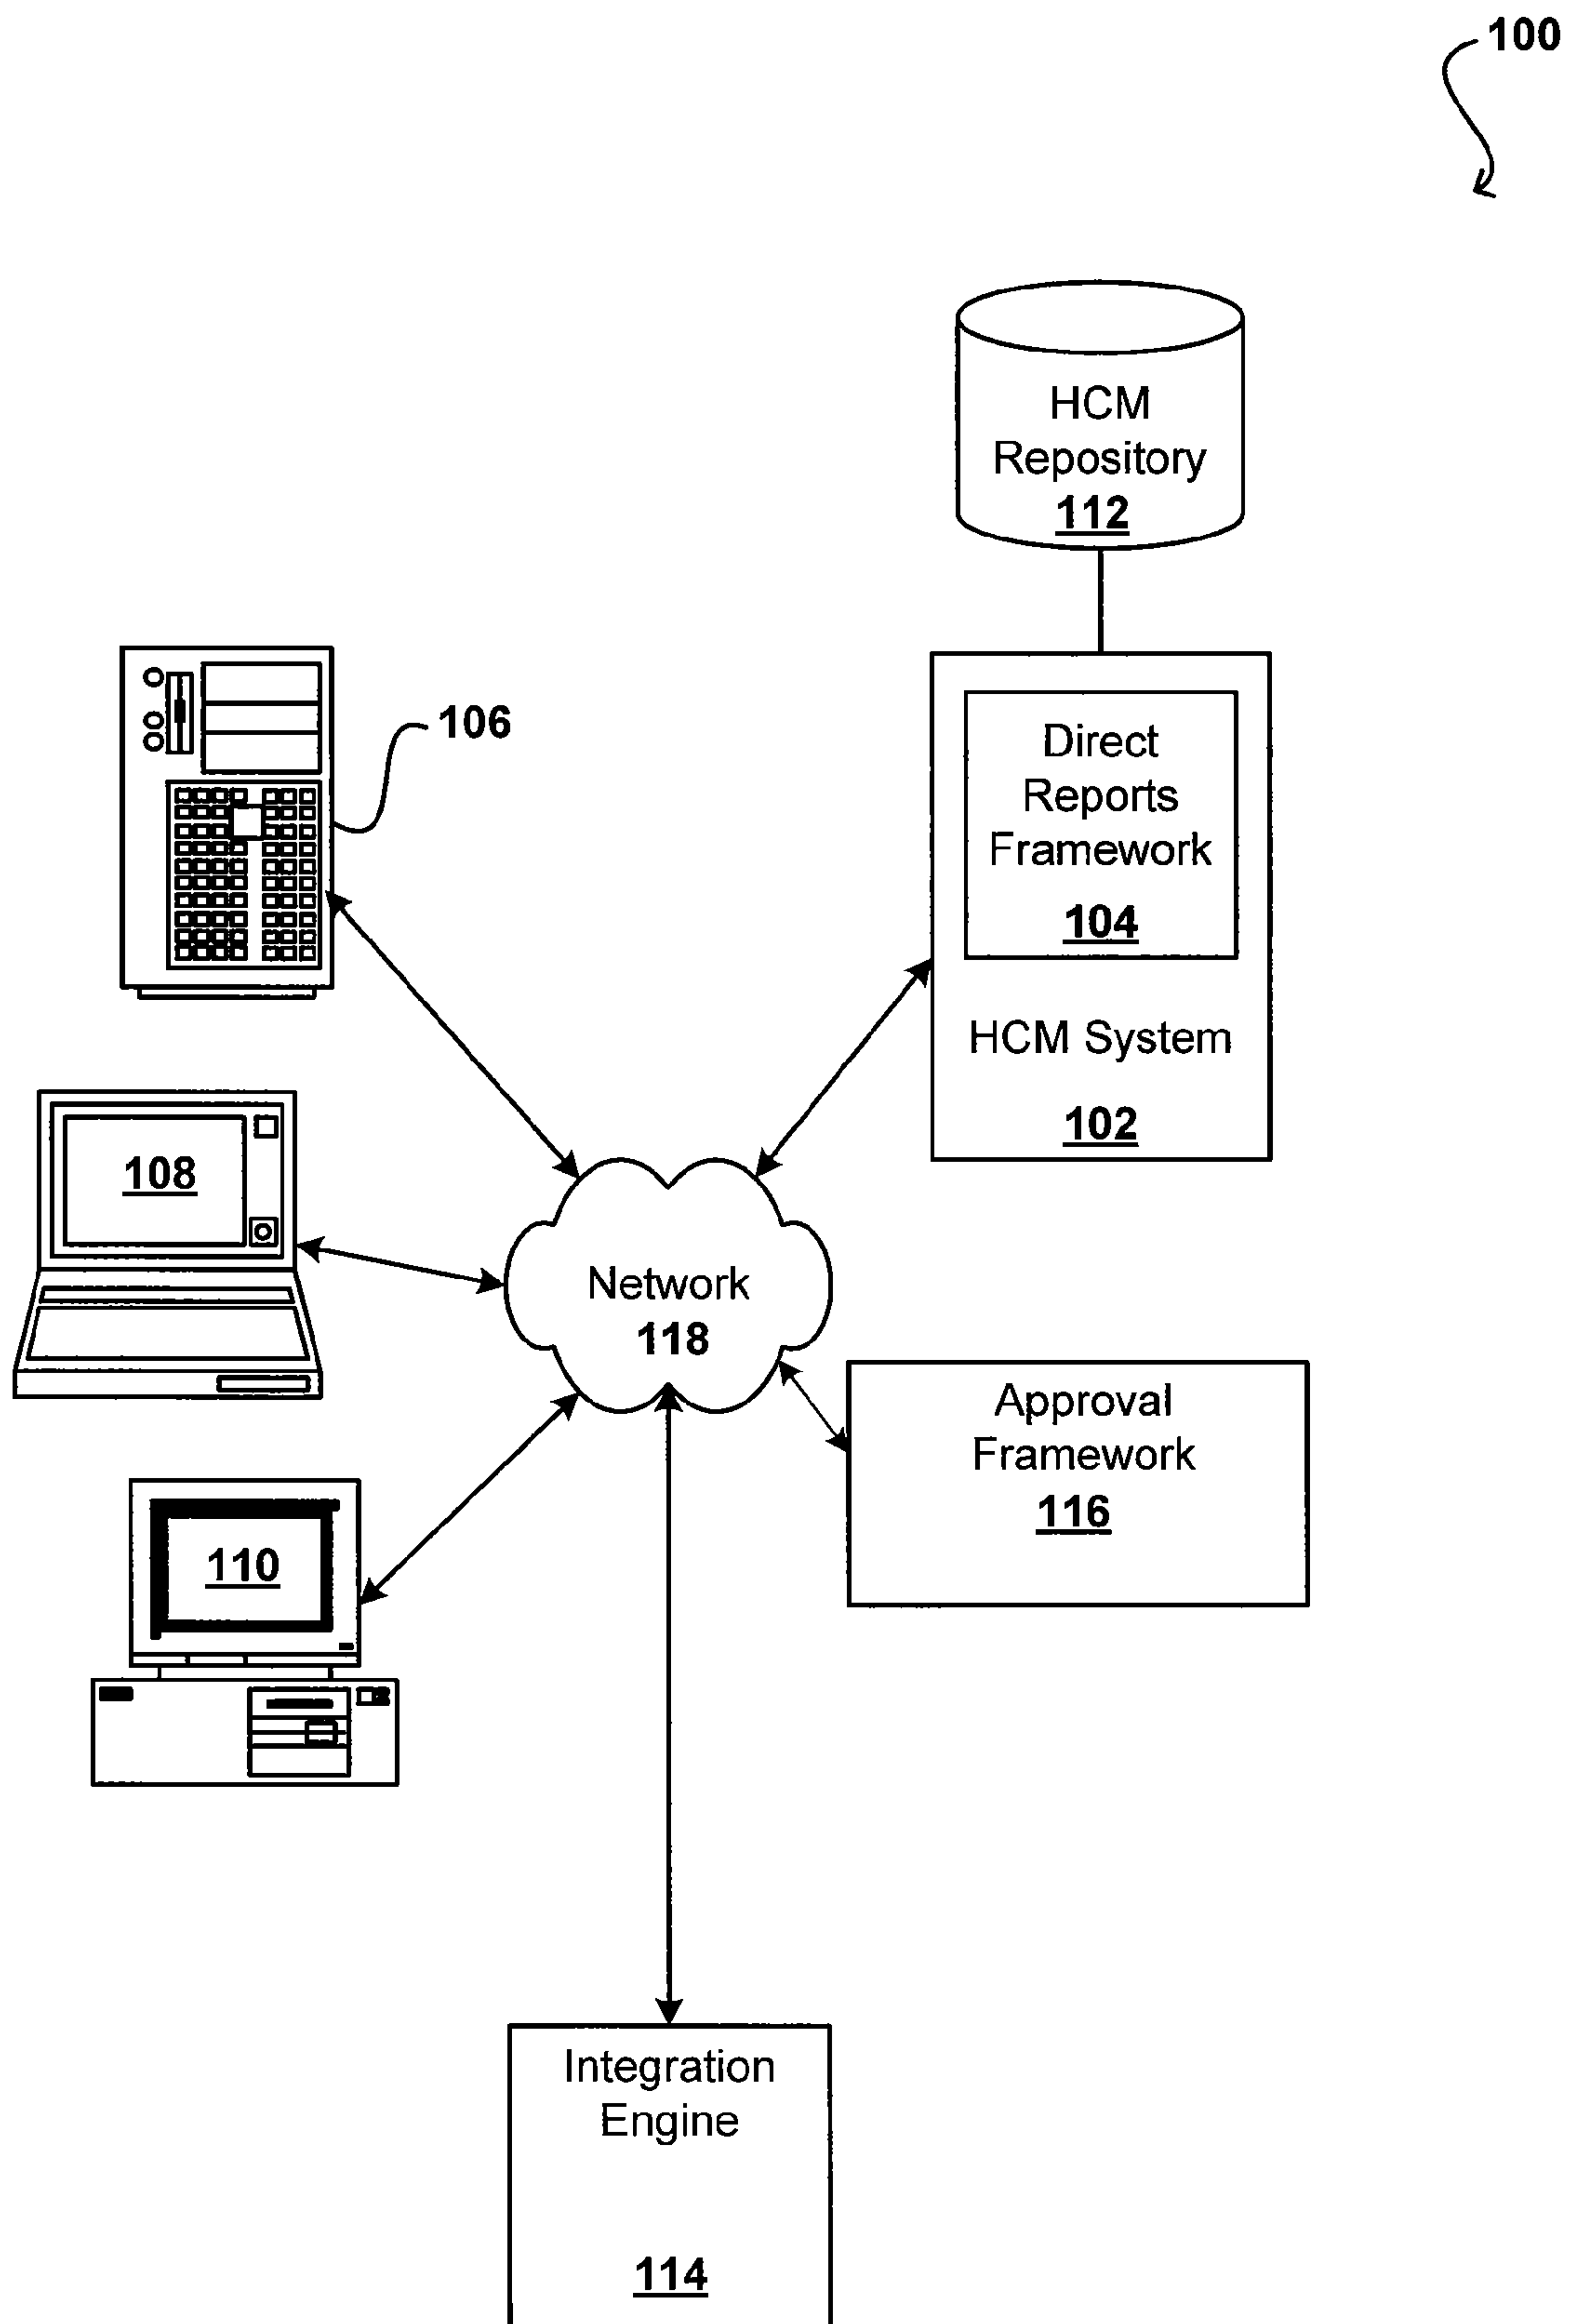 100
HCM
Repository
112
106
Direct
Reports
Framework
104
HCM System
102
108
Network
118
Approval
Framework
116
110
Integration
Engine
114